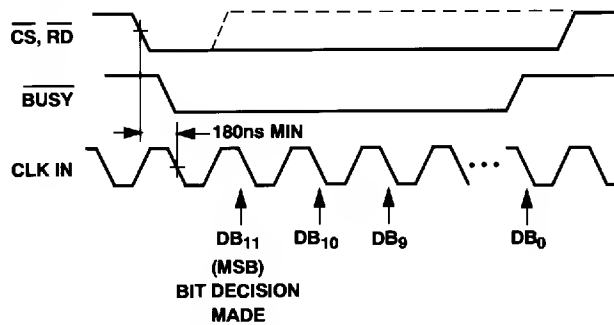 CS, RD
BUSY
180ns MIN
CLK IN
DB11 DB10 DB9 DB0
(MSB)
BIT DECISION
MADE